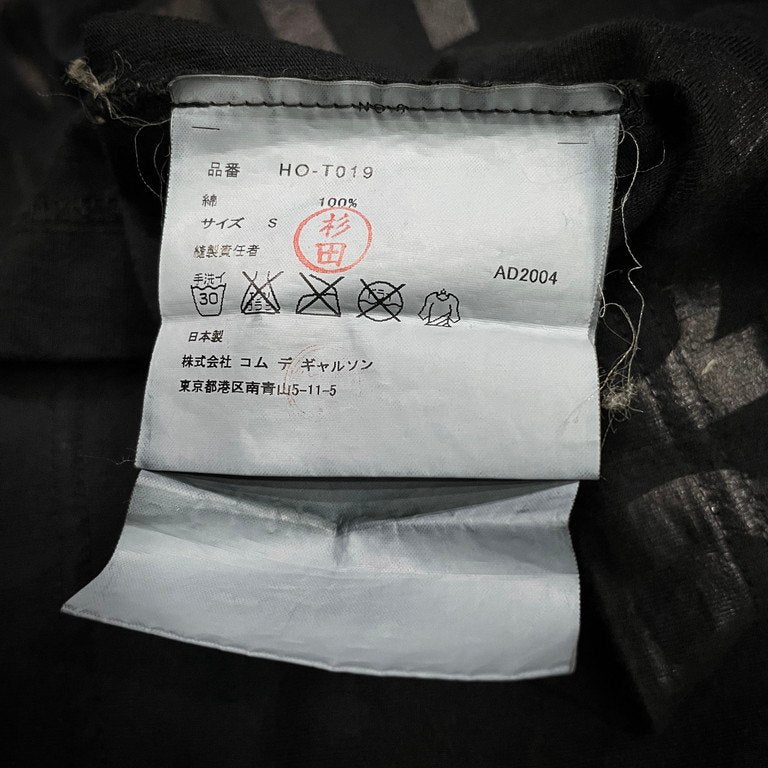 品番 HO-T019
綿 100%
サイズ S
杉田
縫製責任者
AD2004
手洗イ
30
日本製
株式会社 コム デ ギャルソン
東京都港区南青山5-11-5